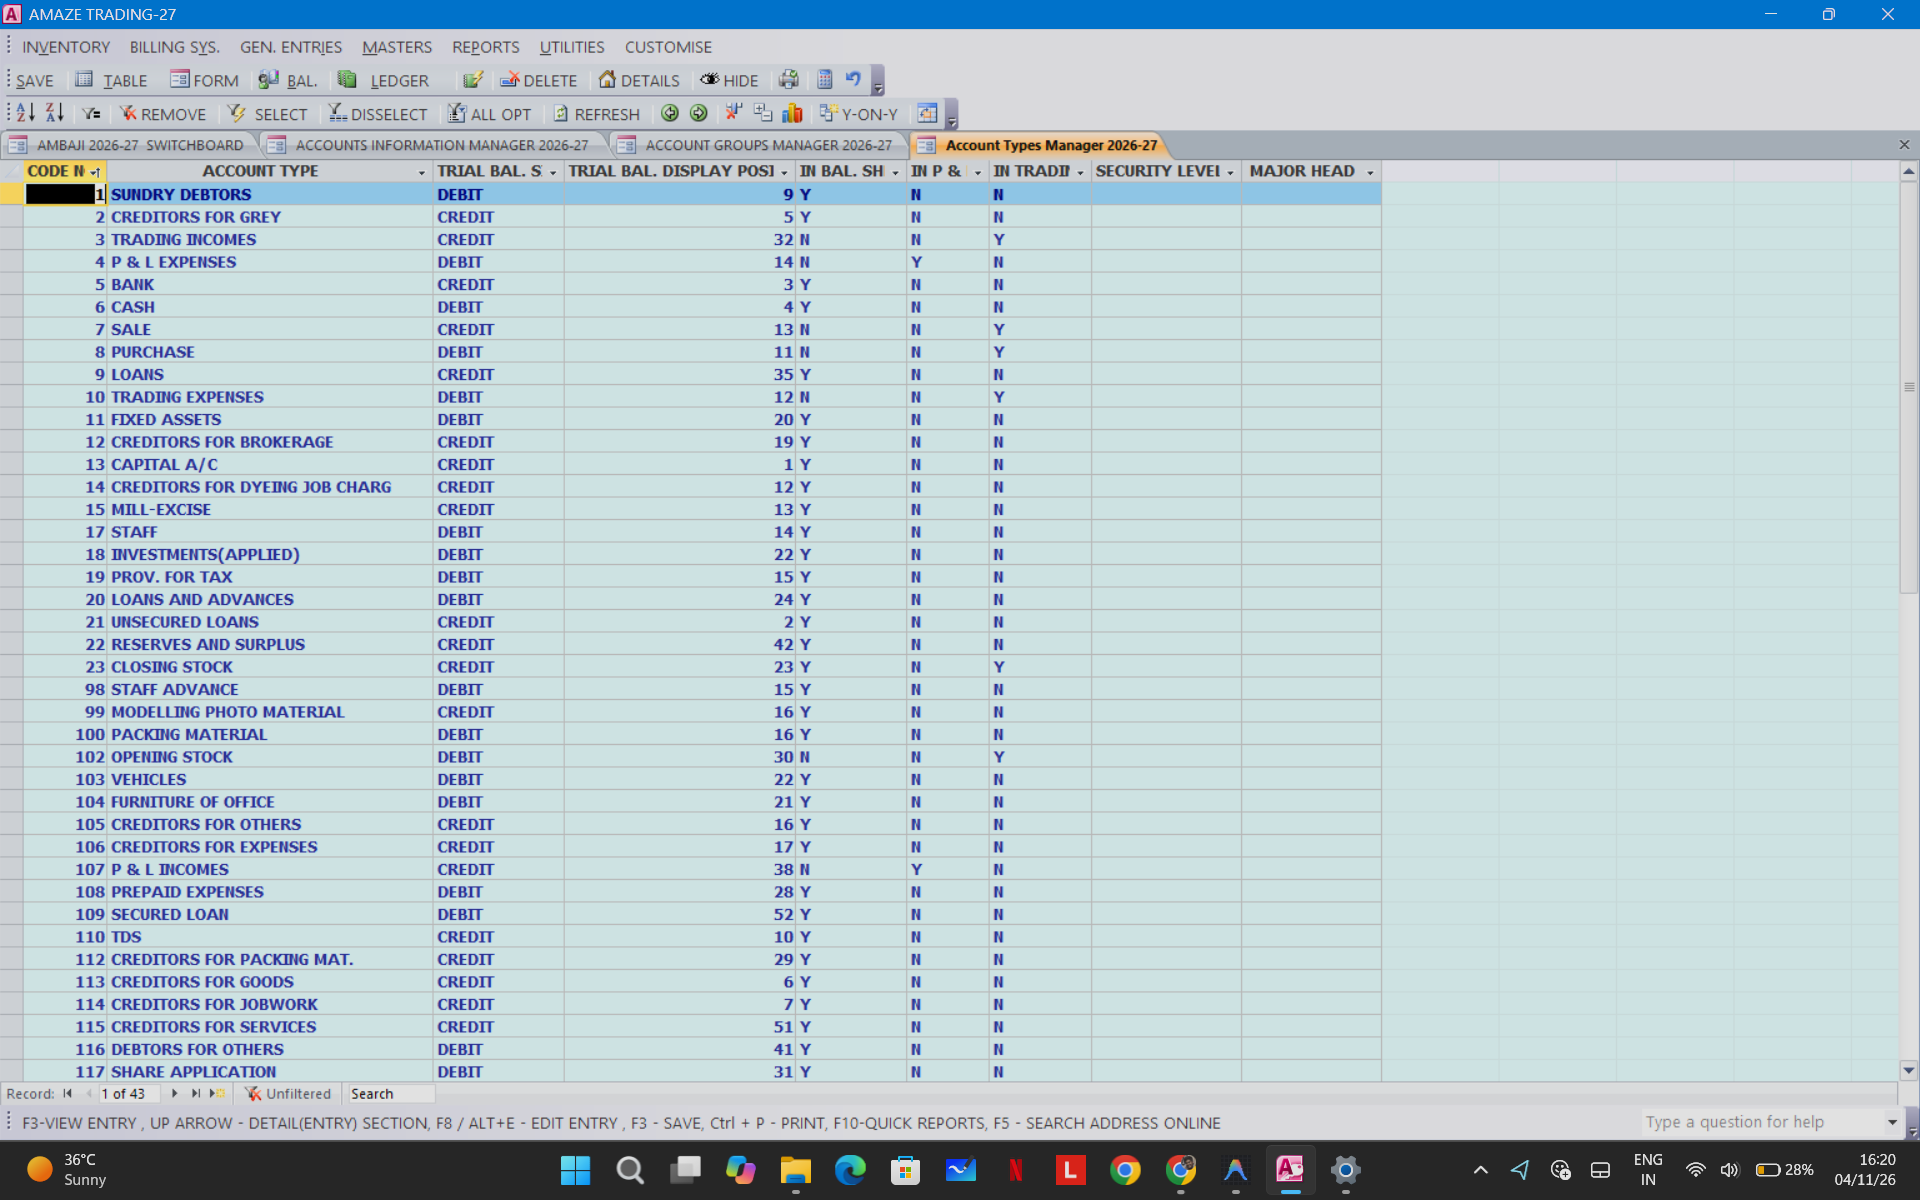 AMAZE TRADING-27
INVENTORY BILLING SYS. GEN. ENTRIES MASTERS REPORTS UTILITIES CUSTOMISE
SAVE TABLE FORM BAL. LEDGER DELETE DETAILS HIDE
REMOVE SELECT DISSELECT ALL OPT REFRESH Y-ON-Y
AMBAJI 2026-27 SWITCHBOARD ACCOUNTS INFORMATION MANAGER 2026-27 ACCOUNT GROUPS MANAGER 2026-27 Account Types Manager 2026-27
CODE N ACCOUNT TYPE TRIAL BAL. S TRIAL BAL. DISPLAY POSI IN BAL. SH IN P & IN TRADIN SECURITY LEVEL MAJOR HEAD
1 SUNDRY DEBTORS DEBIT 9 Y N N
2 CREDITORS FOR GREY CREDIT 5 Y N N
3 TRADING INCOMES CREDIT 32 N N Y
4 P & L EXPENSES DEBIT 14 N Y N
5 BANK CREDIT 3 Y N N
6 CASH DEBIT 4 Y N N
7 SALE CREDIT 13 N N Y
8 PURCHASE DEBIT 11 N N Y
9 LOANS CREDIT 35 Y N N
10 TRADING EXPENSES DEBIT 12 N N Y
11 FIXED ASSETS DEBIT 20 Y N N
12 CREDITORS FOR BROKERAGE CREDIT 19 Y N N
13 CAPITAL A/C CREDIT 1 Y N N
14 CREDITORS FOR DYEING JOB CHARG CREDIT 12 Y N N
15 MILL-EXCISE CREDIT 13 Y N N
17 STAFF DEBIT 14 Y N N
18 INVESTMENTS(APPLIED) DEBIT 22 Y N N
19 PROV. FOR TAX DEBIT 15 Y N N
20 LOANS AND ADVANCES DEBIT 24 Y N N
21 UNSECURED LOANS CREDIT 2 Y N N
22 RESERVES AND SURPLUS CREDIT 42 Y N N
23 CLOSING STOCK CREDIT 23 Y N Y
98 STAFF ADVANCE DEBIT 15 Y N N
99 MODELLING PHOTO MATERIAL CREDIT 16 Y N N
100 PACKING MATERIAL DEBIT 16 Y N N
102 OPENING STOCK DEBIT 30 N N Y
103 VEHICLES DEBIT 22 Y N N
104 FURNITURE OF OFFICE DEBIT 21 Y N N
105 CREDITORS FOR OTHERS CREDIT 16 Y N N
106 CREDITORS FOR EXPENSES CREDIT 17 Y N N
107 P & L INCOMES CREDIT 38 N Y N
108 PREPAID EXPENSES DEBIT 28 Y N N
109 SECURED LOAN DEBIT 52 Y N N
110 TDS CREDIT 10 Y N N
112 CREDITORS FOR PACKING MAT. CREDIT 29 Y N N
113 CREDITORS FOR GOODS CREDIT 6 Y N N
114 CREDITORS FOR JOBWORK CREDIT 7 Y N N
115 CREDITORS FOR SERVICES CREDIT 51 Y N N
116 DEBTORS FOR OTHERS DEBIT 41 Y N N
117 SHARE APPLICATION DEBIT 31 Y N N
Record: 1 of 43 Unfiltered Search
F3-VIEW ENTRY , UP ARROW - DETAIL(ENTRY) SECTION, F8 / ALT+E - EDIT ENTRY , F3 - SAVE, Ctrl + P - PRINT, F10-QUICK REPORTS, F5 - SEARCH ADDRESS ONLINE Type a question for help
36°C
Sunny
ENG
IN
28%
16:20
04/11/26